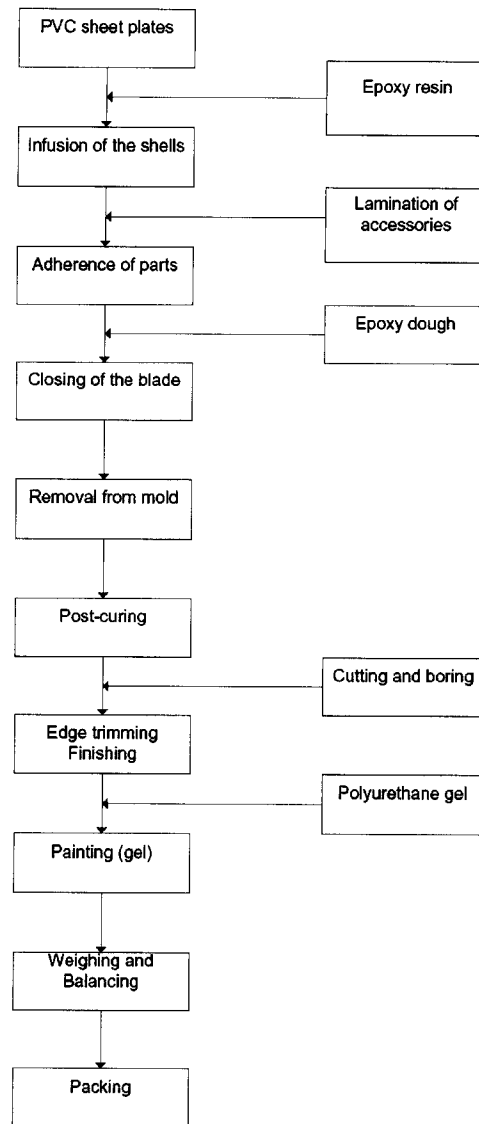 PVC sheet plates
Epoxy resin
Infusion of the shells
Lamination of
accessories
Adherence of parts
Epoxy dough
Closing of the blade
Removal from mold
Post-curing
Cutting and boring
Edge trimming
Finishing
Polyurethane gel
Painting (gel)
Weighing and
Balancing
Packing